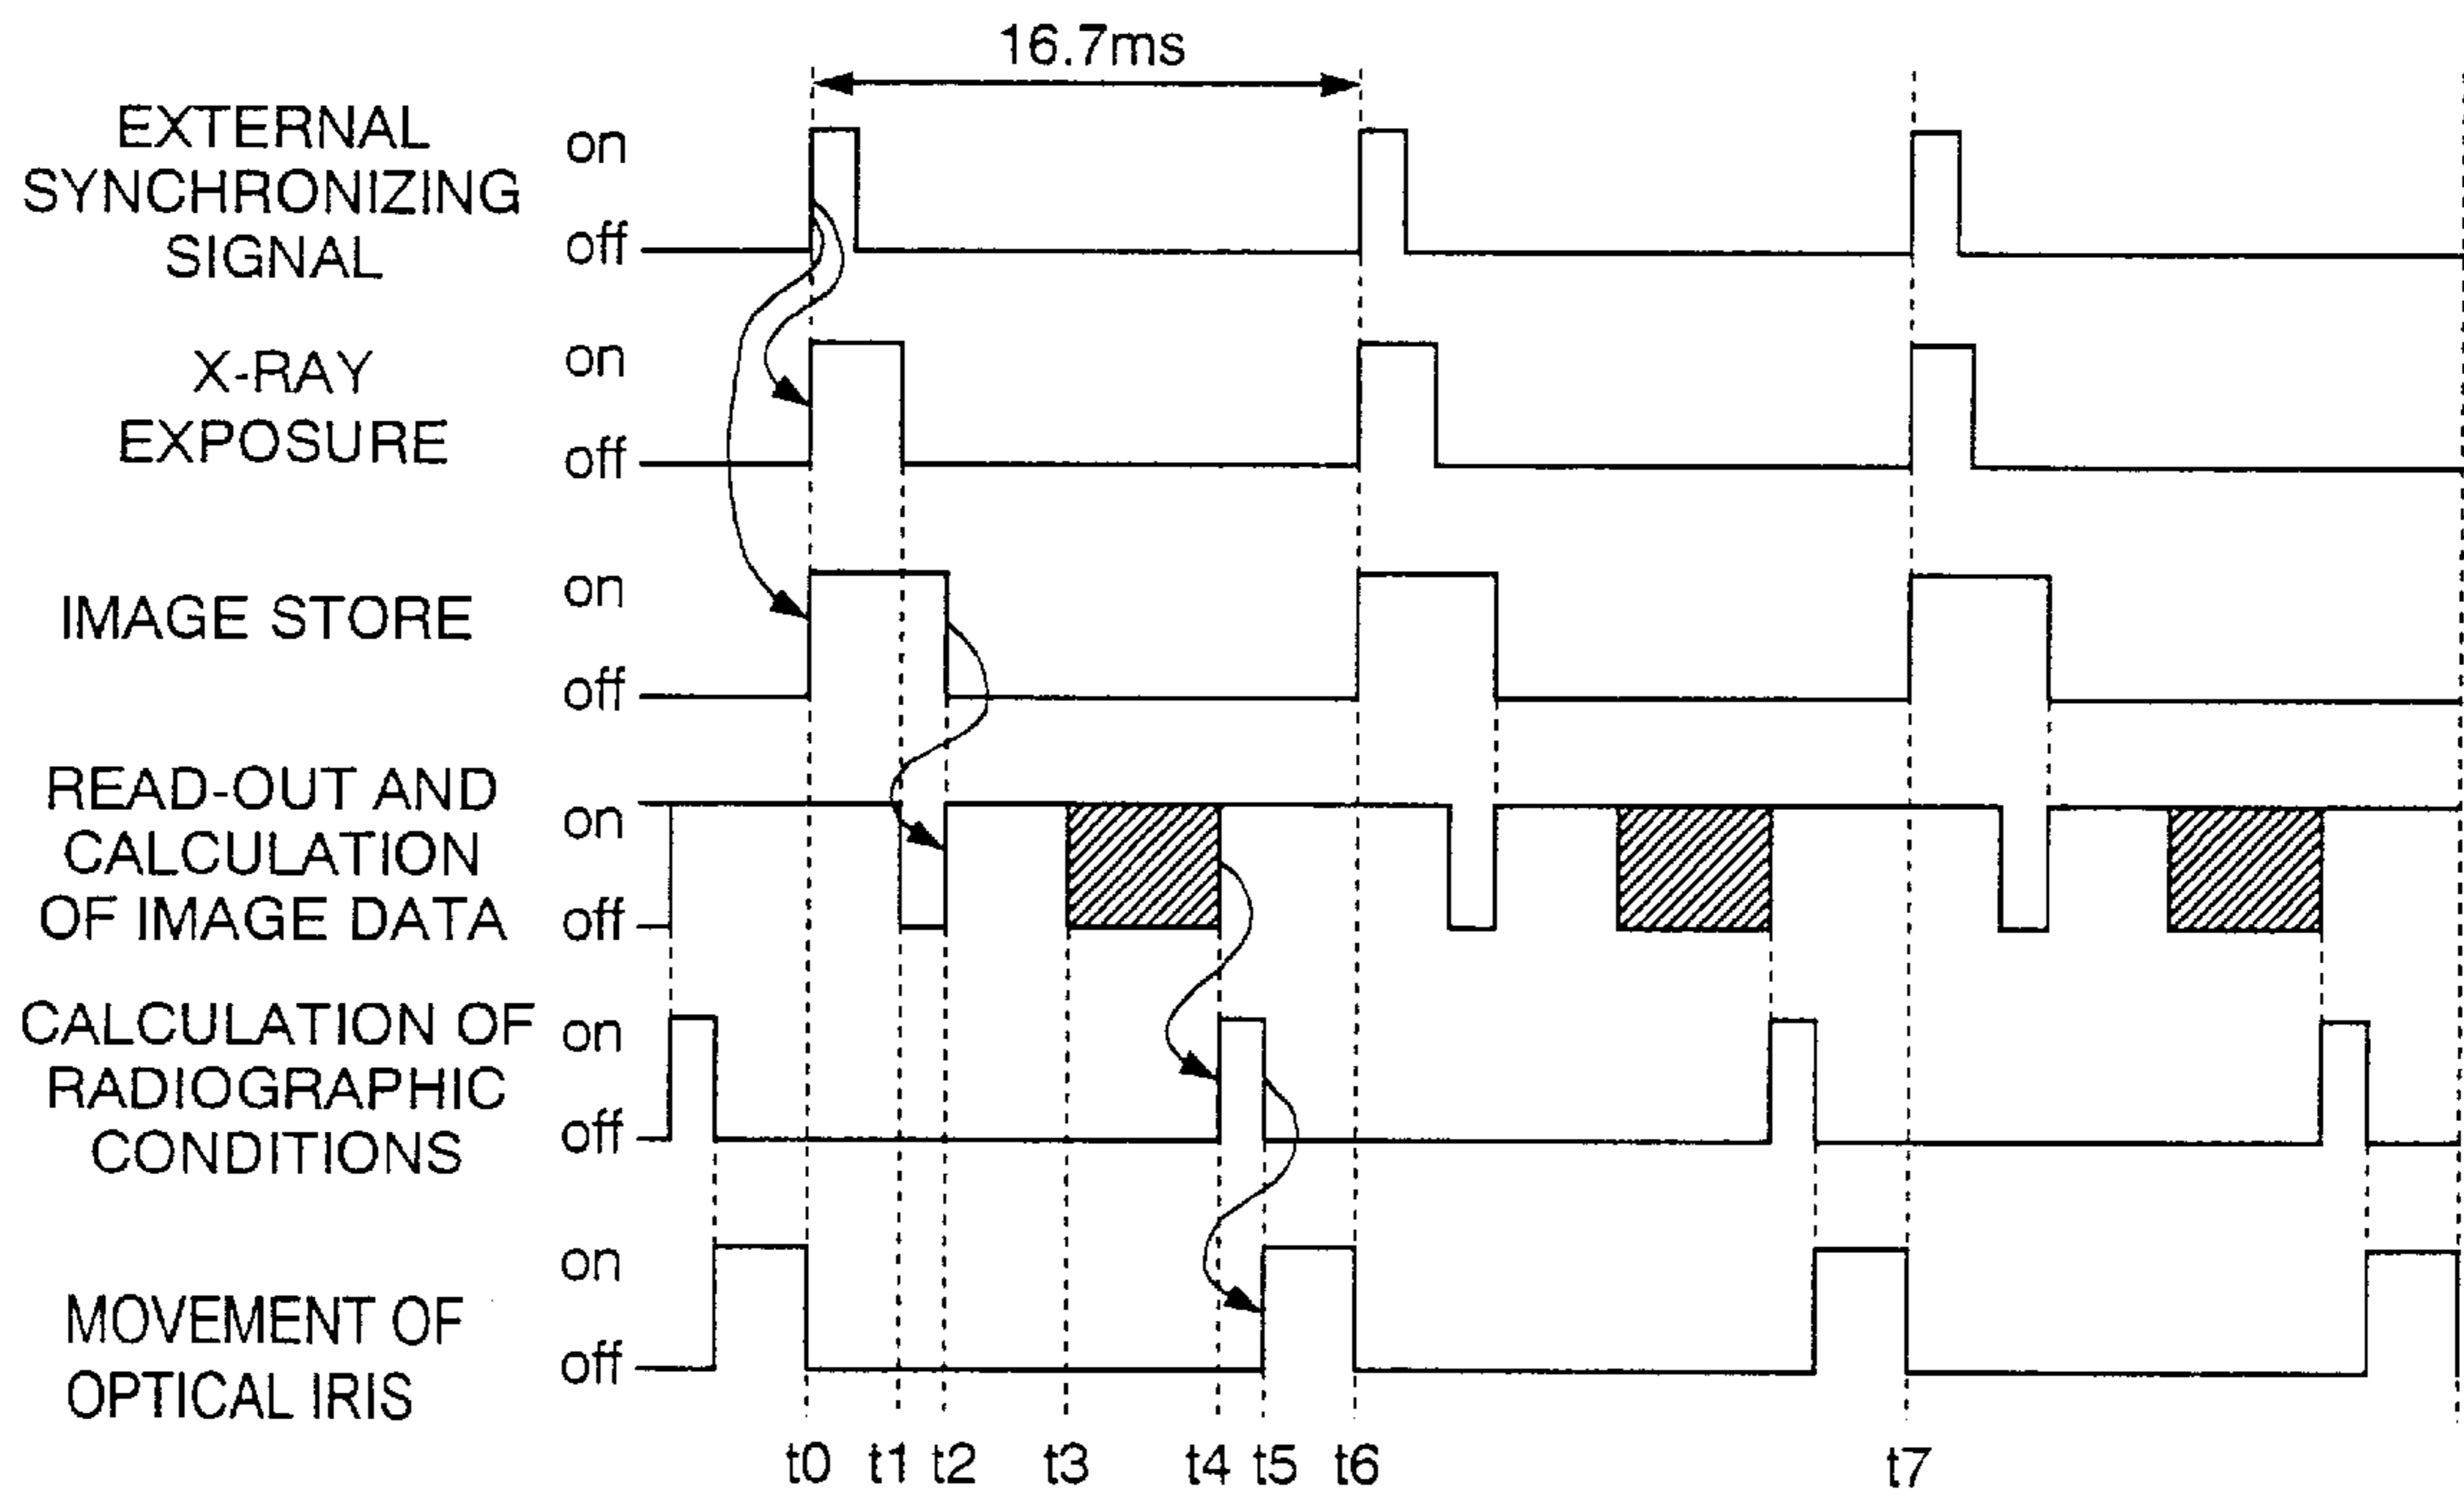 16.7ms
EXTERNAL
SYNCHRONIZING
SIGNAL
on
off
X-RAY
EXPOSURE
on
off
IMAGE STORE
on
off
READ-OUT AND
CALCULATION
OF IMAGE DATA
on
off
CALCULATION OF
RADIOGRAPHIC
CONDITIONS
on
off
MOVEMENT OF
OPTICAL IRIS
on
off
t0 t1 t2 t3 t4 t5 t6 t7